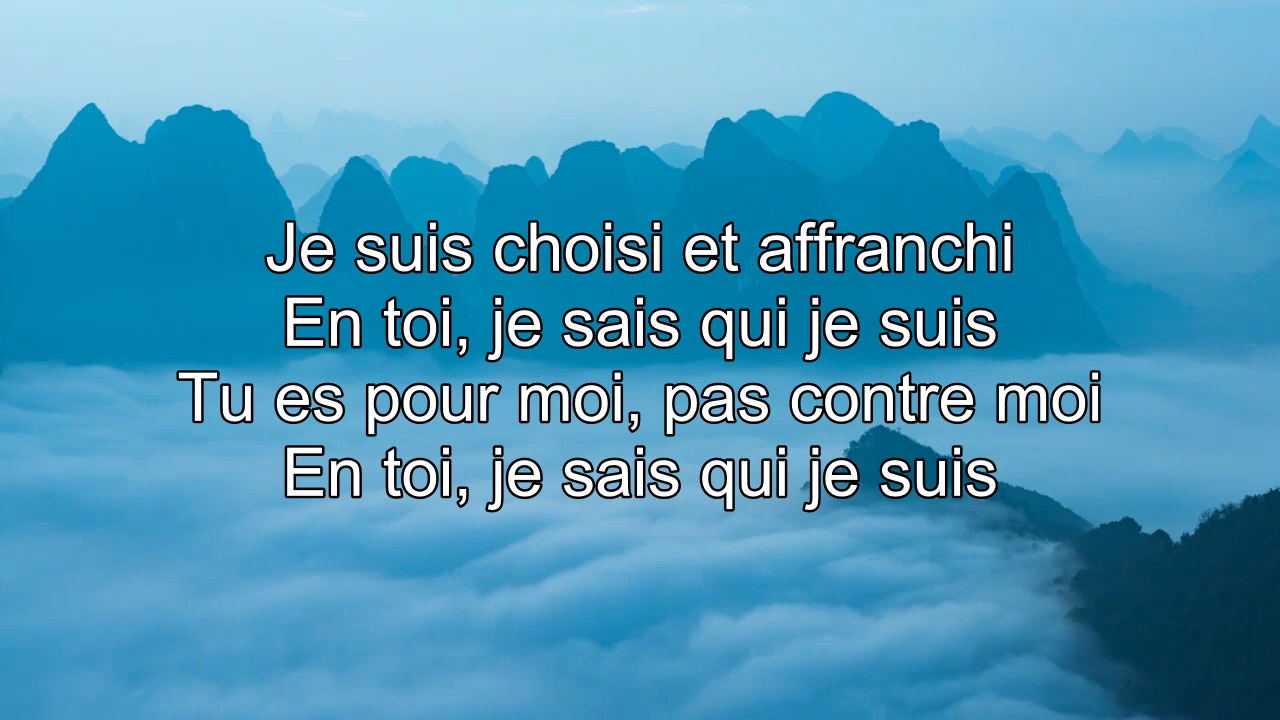 Je suis choisi et affranchi
En toi, je sais qui je suis
Tu es pour moi, pas contre moi
En toi, je sais qui je suis